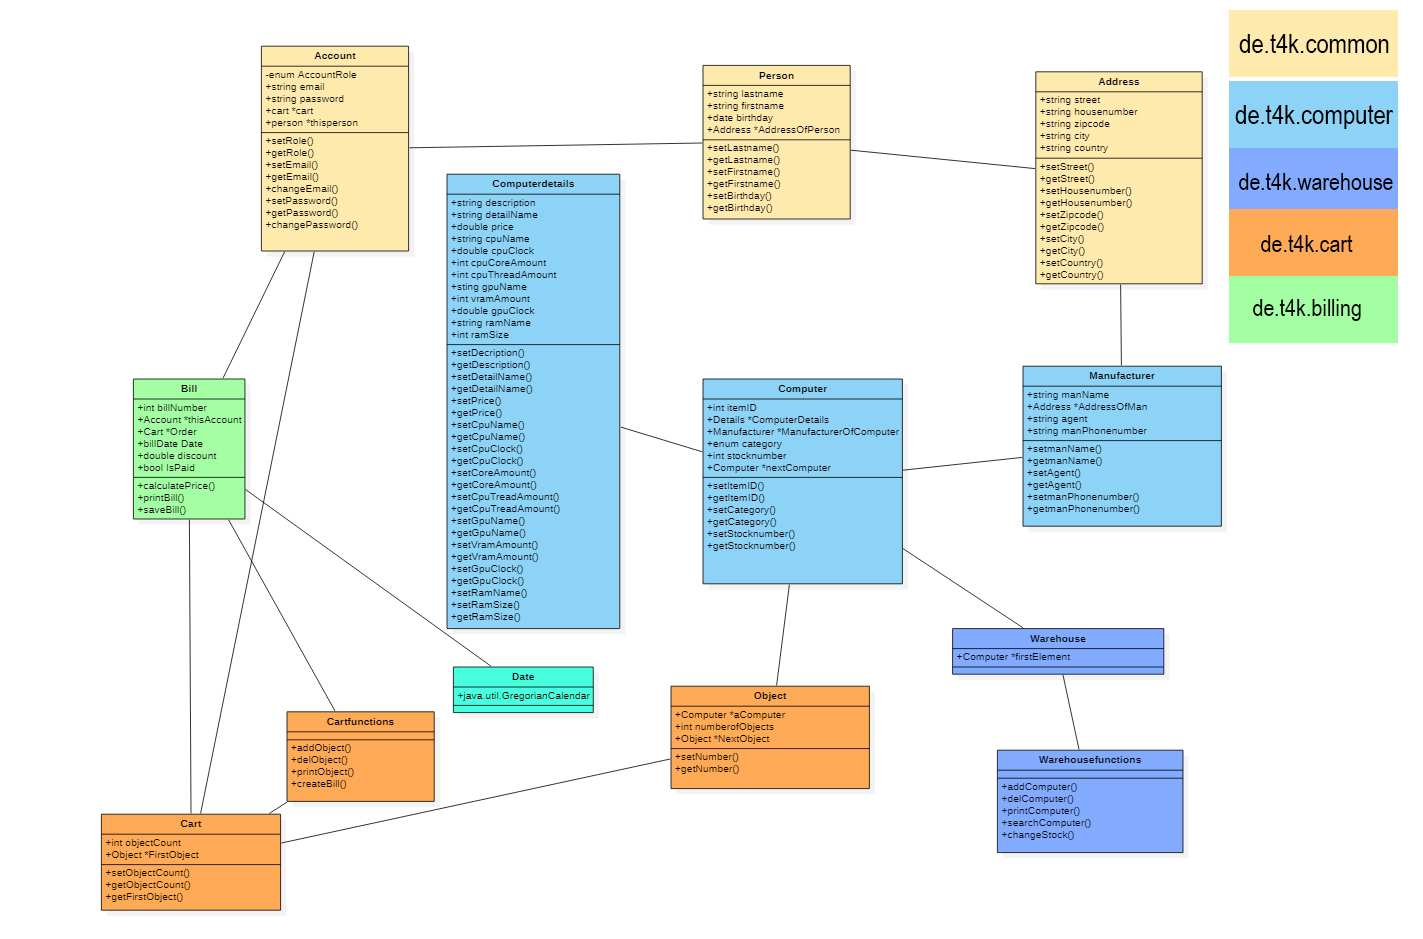 Account
-enum AccountRole
+string email
+string password
+cart *cart
+person *thisperson
+setRole()
+getRole()
+setEmail()
+getEmail()
+changeEmail()
+setPassword()
+getPassword()
+changePassword()
Person
+string lastname
+string firstname
+date birthday
+Address *AddressOfPerson
+setLastname()
+getLastname()
+setFirstname()
+getFirstname()
+setBirthday()
+getBirthday()
Address
+string street
+string housenumber
+string zipcode
+string city
+string country
+setStreet()
+getStreet()
+setHousenumber()
+getHousenumber()
+setZipcode()
+getZipcode()
+setCity()
+getCity()
+setCountry()
+getCountry()
de.t4k.common
de.t4k.computer
de.t4k.warehouse
de.t4k.cart
de.t4k.billing
Computerdetails
+string description
+string detailName
+double price
+string cpuName
+double cpuClock
+int cpuCoreAmount
+int cpuThreadAmount
+sting gpuName
+int vramAmount
+double gpuClock
+string ramName
+int ramSize
+setDecription()
+getDescription()
+setDetailName()
+getDetailName()
+setPrice()
+getPrice()
+setCpuName()
+getCpuName()
+setCpuClock()
+getCpuClock()
+setCoreAmount()
+getCoreAmount()
+setCpuTreadAmount()
+getCpuTreadAmount()
+setGpuName()
+getGpuName()
+setVramAmount()
+getVramAmount()
+setGpuClock()
+getGpuClock()
+setRamName()
+setRamSize()
+getRamSize()
Bill
+int billNumber
+Account *thisAccount
+Cart *Order
+billDate Date
+double discount
+bool IsPaid
+calculatePrice()
+printBill()
+saveBill()
Computer
+int itemID
+Details *ComputerDetails
+Manufacturer *ManufacturerOfComputer
+enum category
+int stocknumber
+Computer *nextComputer
+setItemID()
+getItemID()
+setCategory()
+getCategory()
+setStocknumber()
+getStocknumber()
Manufacturer
+string manName
+Address *AddressOfMan
+string agent
+string manPhonenumber
+setmanName()
+getmanName()
+setAgent()
+getAgent()
+setmanPhonenumber()
+getmanPhonenumber()
Warehouse
+Computer *firstElement
Date
+java.util.GregorianCalendar
Object
+Computer *aComputer
+int numberofObjects
+Object *NextObject
+setNumber()
+getNumber()
Cartfunctions
+addObject()
+delObject()
+printObject()
+createBill()
Warehousefunctions
+addComputer()
+delComputer()
+printComputer()
+searchComputer()
+changeStock()
Cart
+int objectCount
+Object *FirstObject
+setObjectCount()
+getObjectCount()
+getFirstObject()